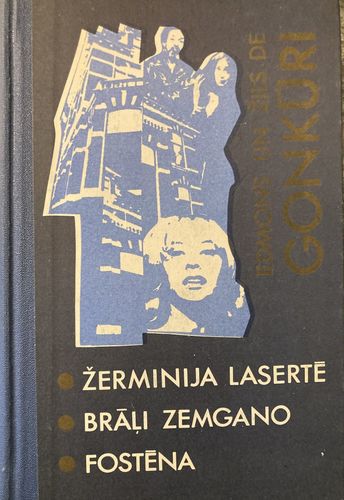 EDMONS UN ŽILS DE
GONKŪRI
ŽERMINIJA LASERTĒ
BRĀĻI ZEMGANO
FOSTĒNA